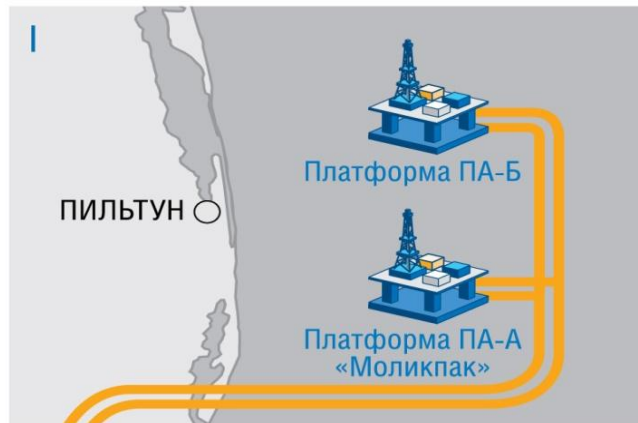 I
Платформа ПА-Б
ПИЛЬТУН
Платформа ПА-А
«Моликпак»